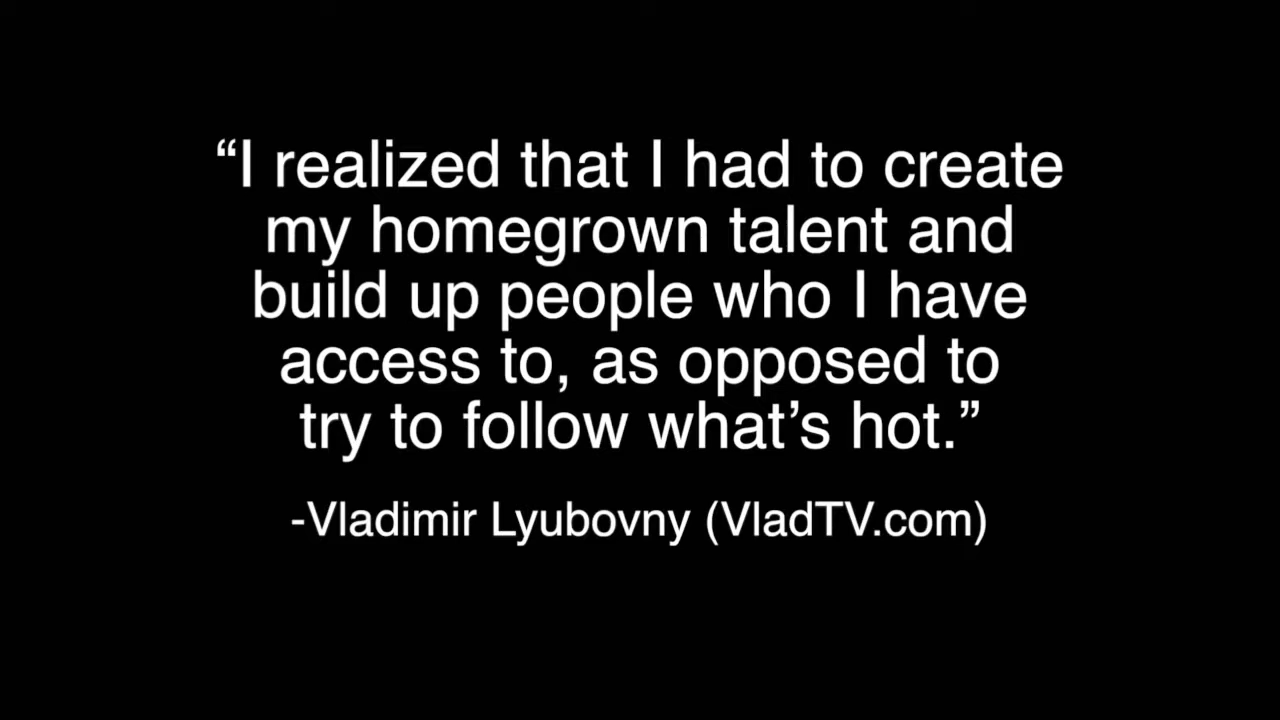 “I realized that I had to create
my homegrown talent and
build up people who I have
access to, as opposed to
try to follow what’s hot.”
-Vladimir Lyubovny (VladTV.com)